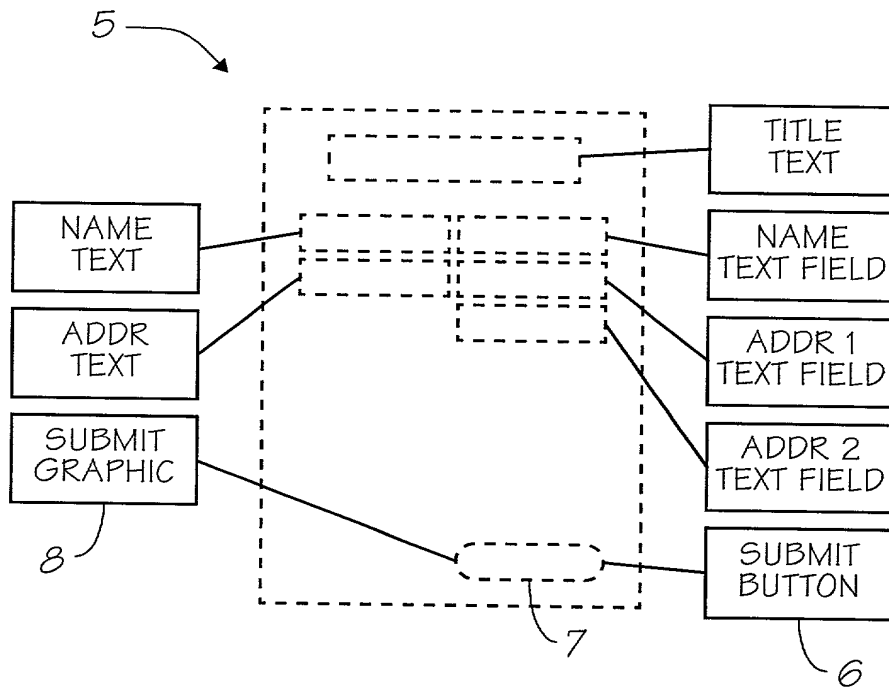 5
TITLE
TEXT
NAME
TEXT
NAME
TEXT FIELD
ADDR
TEXT
ADDR 1
TEXT FIELD
SUBMIT
GRAPHIC
ADDR 2
TEXT FIELD
8
SUBMIT
BUTTON
7
6